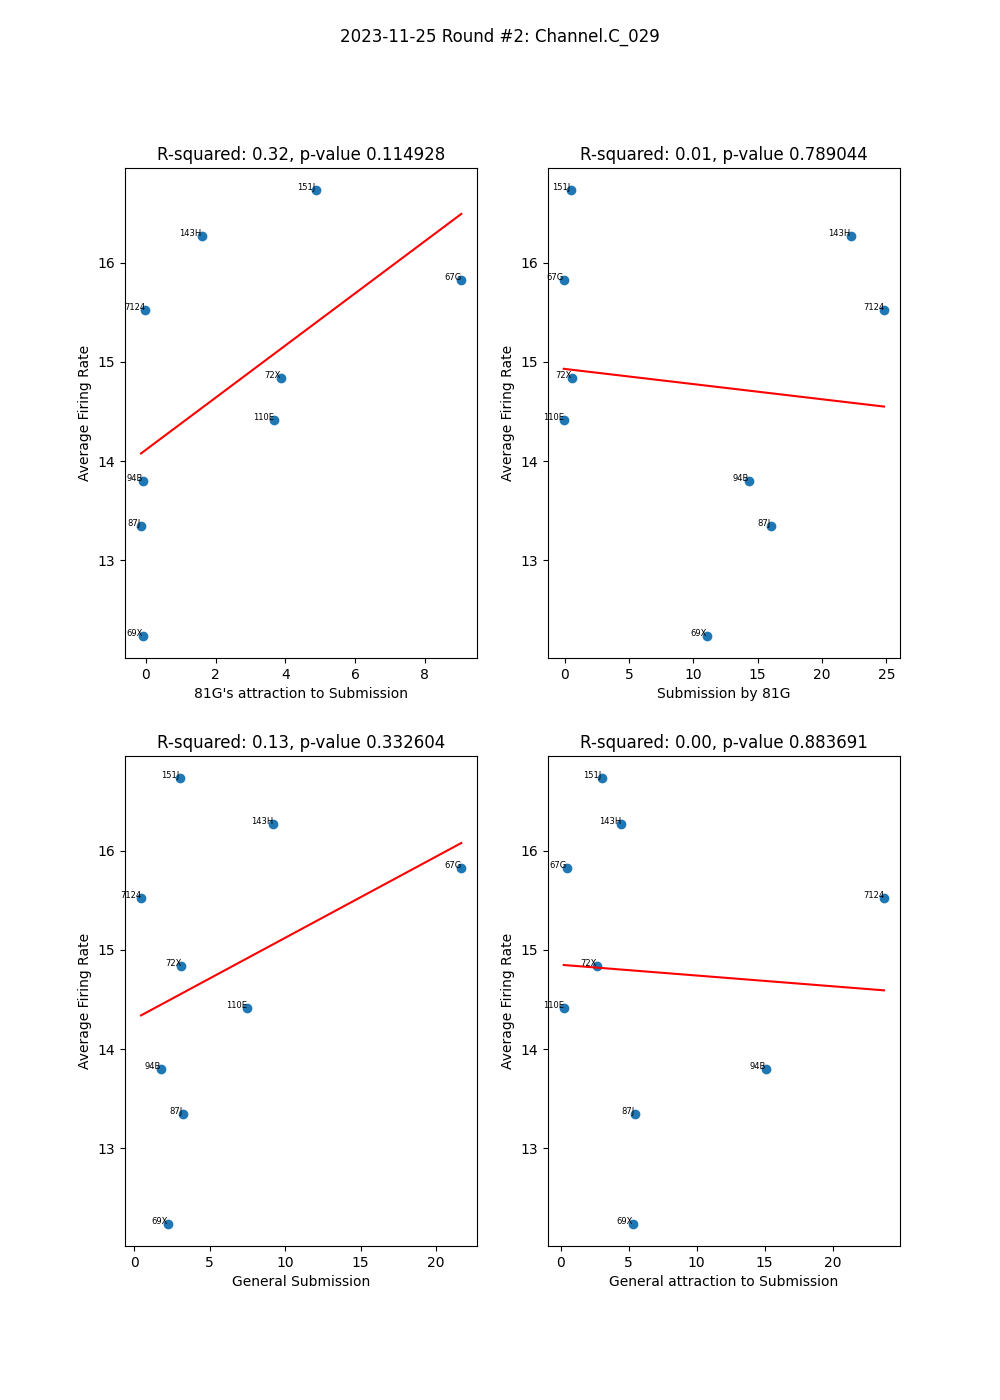 2023-11-25 Round #2: Channel.C_029
R-squared: 0.32, p-value 0.114928
151J
143H
67G
7124
72X
110E
94B
87J
69X
16
15
14
13
0 2 4 6 8
Average Firing Rate
81G's attraction to Submission
R-squared: 0.01, p-value 0.789044
151J
143H
67G
7124
72X
110E
94B
87J
69X
16
15
14
13
0 5 10 15 20 25
Average Firing Rate
Submission by 81G
R-squared: 0.13, p-value 0.332604
151J
143H
67G
7124
72X
110E
94B
87J
69X
16
15
14
13
0 5 10 15 20
Average Firing Rate
General Submission
R-squared: 0.00, p-value 0.883691
151J
143H
67G
7124
72X
110E
94B
87J
69X
16
15
14
13
0 5 10 15 20
Average Firing Rate
General attraction to Submission